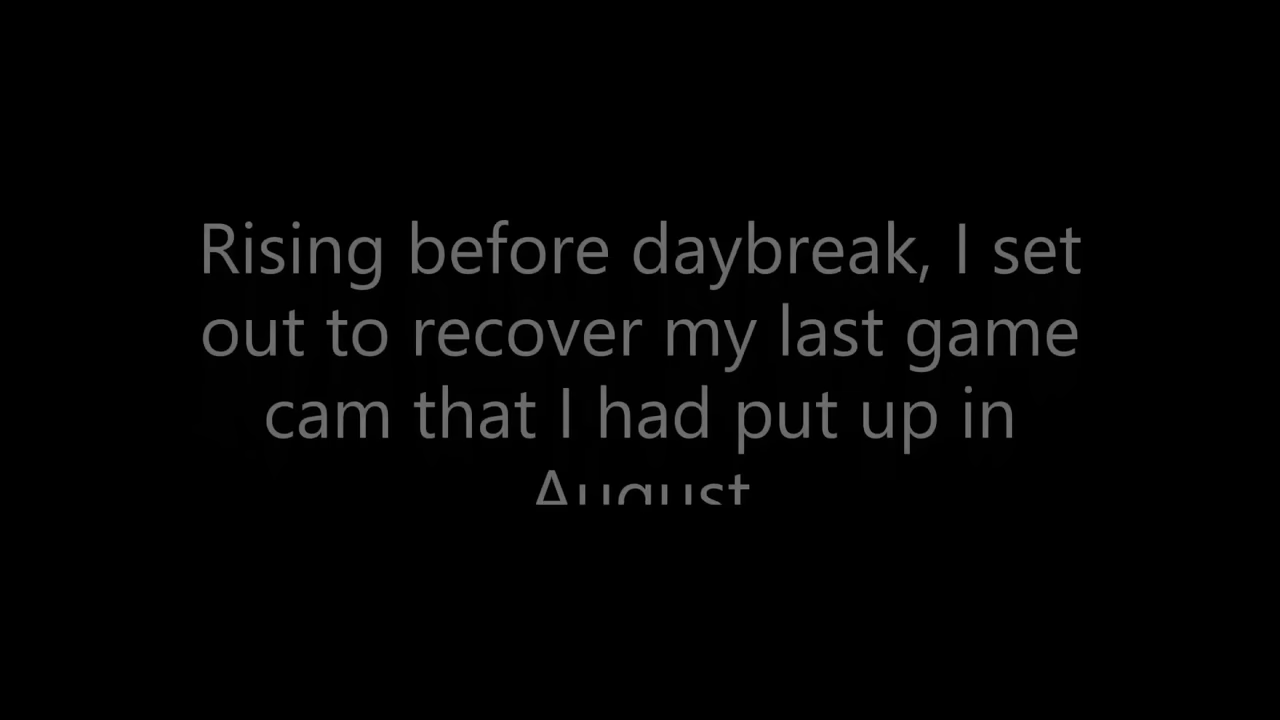 Rising before daybreak, I set
out to recover my last game
cam that I had put up in
August